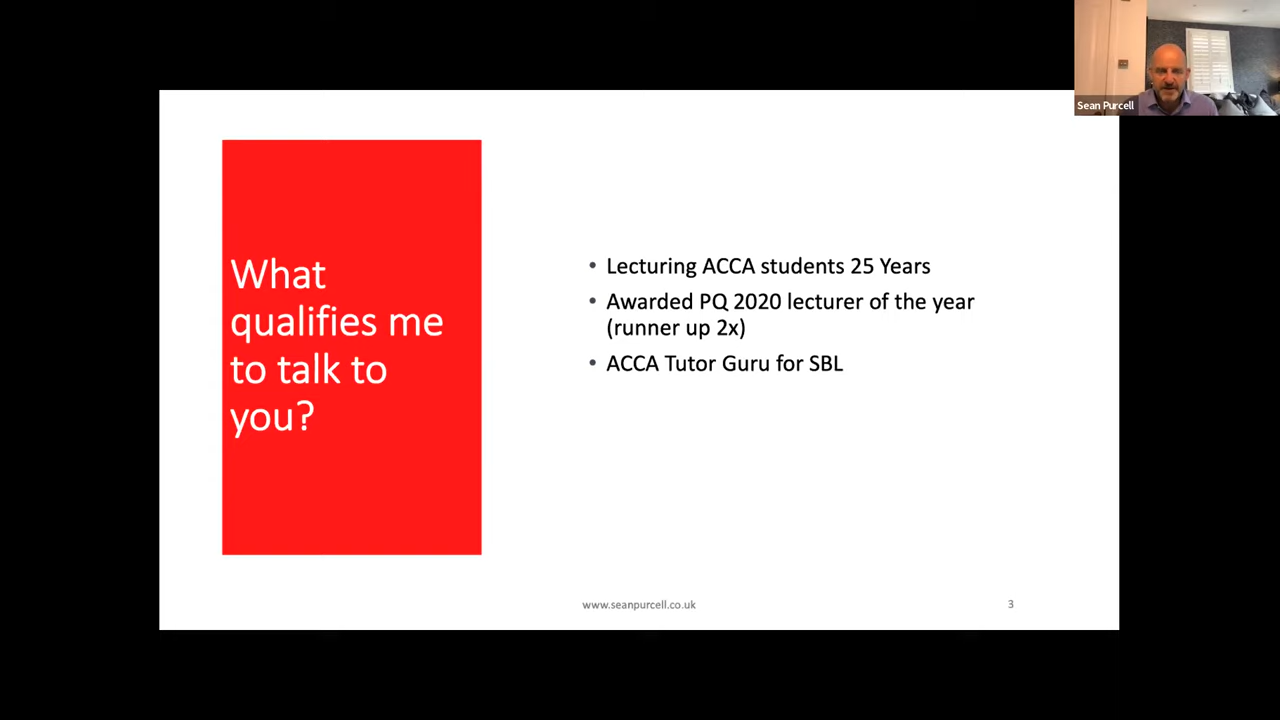 Sean Purcell
What
qualifies me
to talk to
you?
• Lecturing ACCA students 25 Years
• Awarded PQ 2020 lecturer of the year
(runner up 2x)
• ACCA Tutor Guru for SBL
www.seanpurcell.co.uk
3